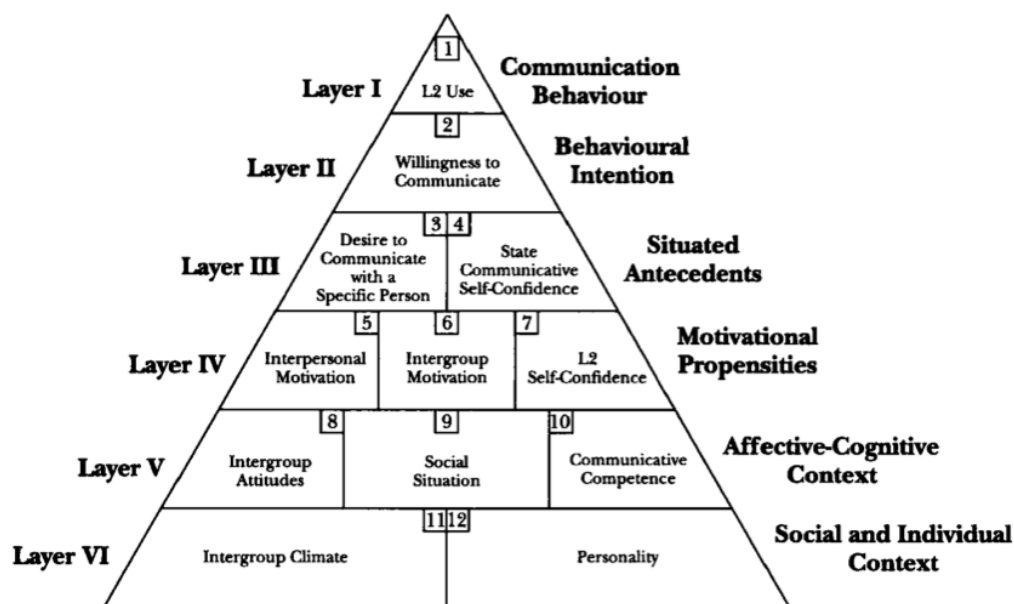 1
Layer I
L2 Use
Communication
Behaviour
2
Layer II
Willingness to
Communicate
Behavioural
Intention
3 4
Layer III
Desire to
Communicate
with a
Specific Person
State
Communicative
Self-Confidence
Situated
Antecedents
5 6 7
Layer IV
Interpersonal
Motivation
Intergroup
Motivation
L2
Self-Confidence
Motivational
Propensities
8 9 10
Layer V
Intergroup
Attitudes
Social
Situation
Communicative
Competence
Affective-Cognitive
Context
11 12
Layer VI
Intergroup Climate
Personality
Social and Individual
Context